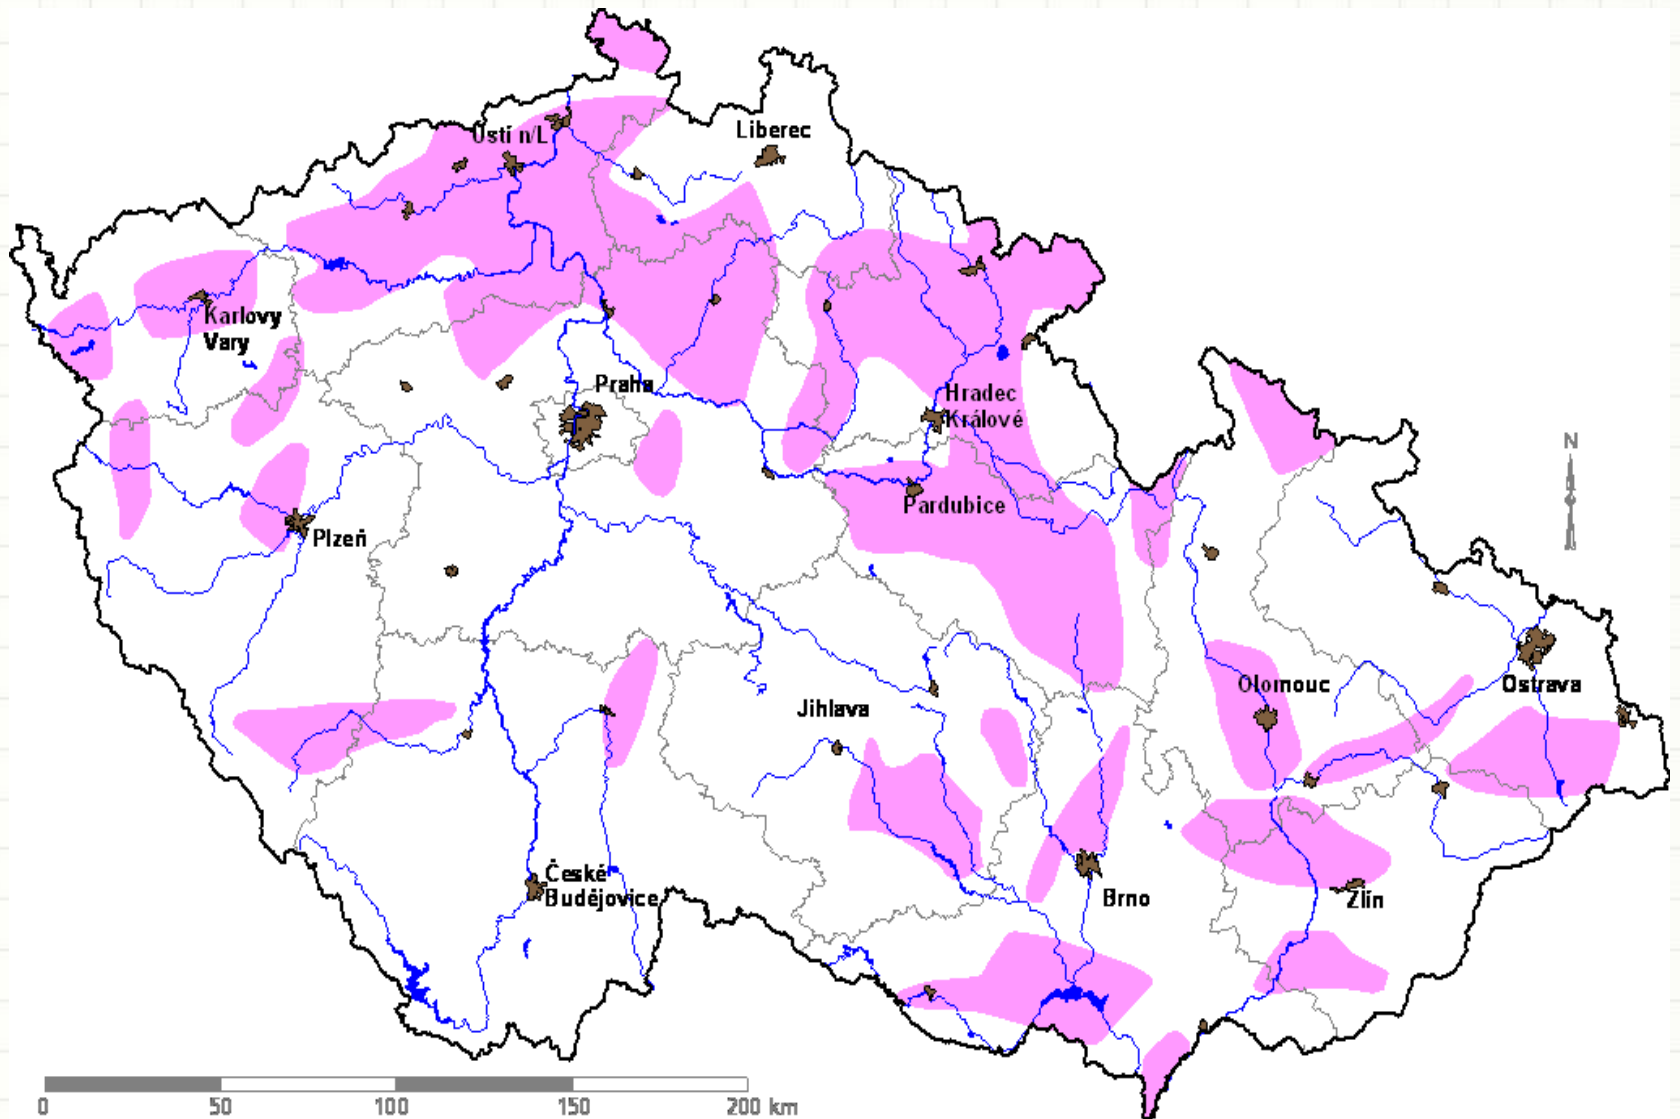 Ústí n/L
Liberec
Karlovy
Vary
Praha
Hradec
Králové
N
Pardubice
Plzeň
Olomouc
Ostrava
Jihlava
České
Budějovice
Brno
Zlín
0 50 100 150 200 km